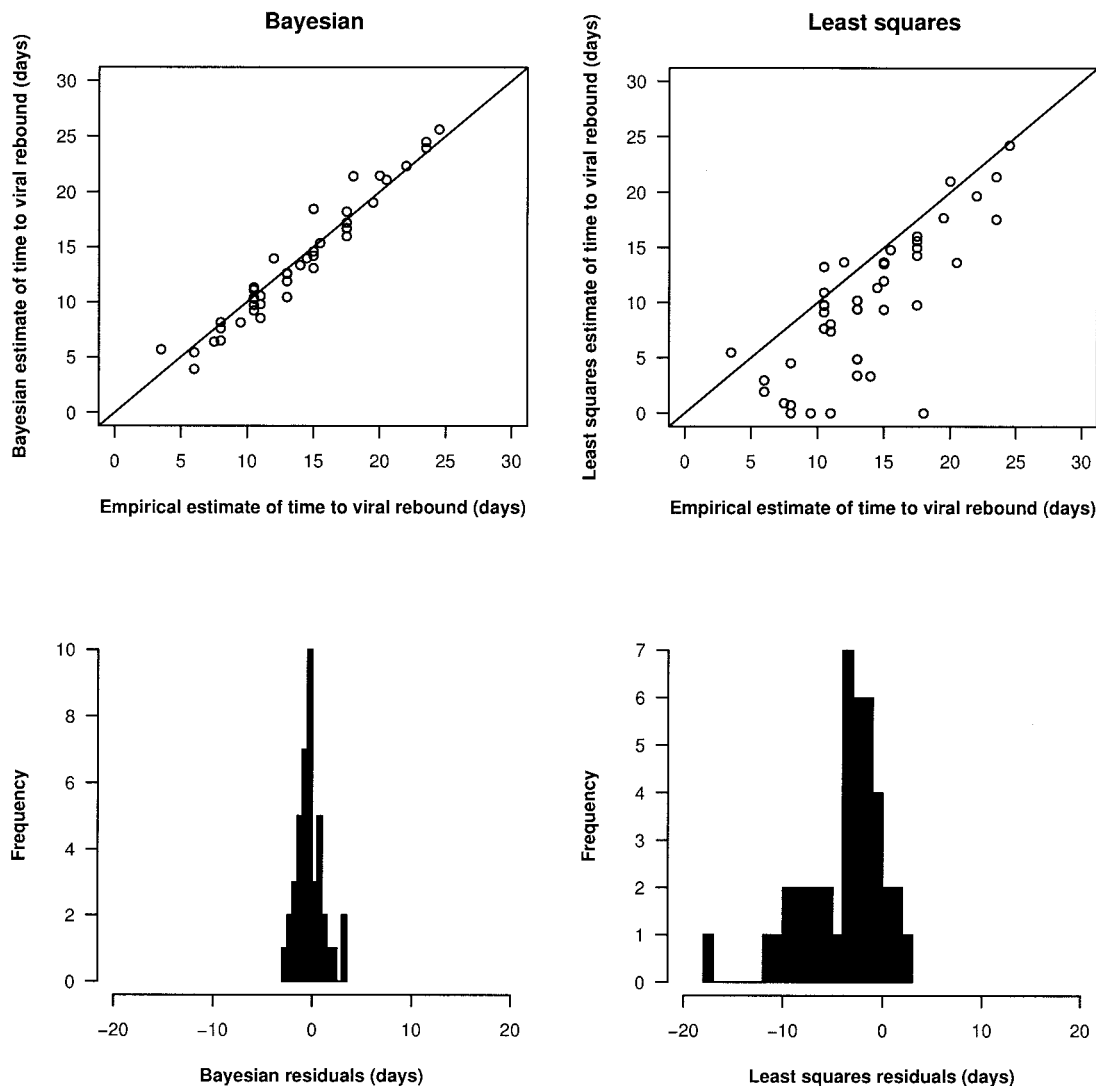 Bayesian
Bayesian estimate of time to viral rebound (days)
30
25
20
15
10
5
0
0 5 10 15 20 25 30
Empirical estimate of time to viral rebound (days)
Least squares
Least squares estimate of time to viral rebound (days)
30
25
20
15
10
5
0
0 5 10 15 20 25 30
Empirical estimate of time to viral rebound (days)
Frequency
10
8
6
4
2
0
−20 −10 0 10 20
Bayesian residuals (days)
Frequency
7
6
5
4
3
2
1
0
−20 −10 0 10 20
Least squares residuals (days)